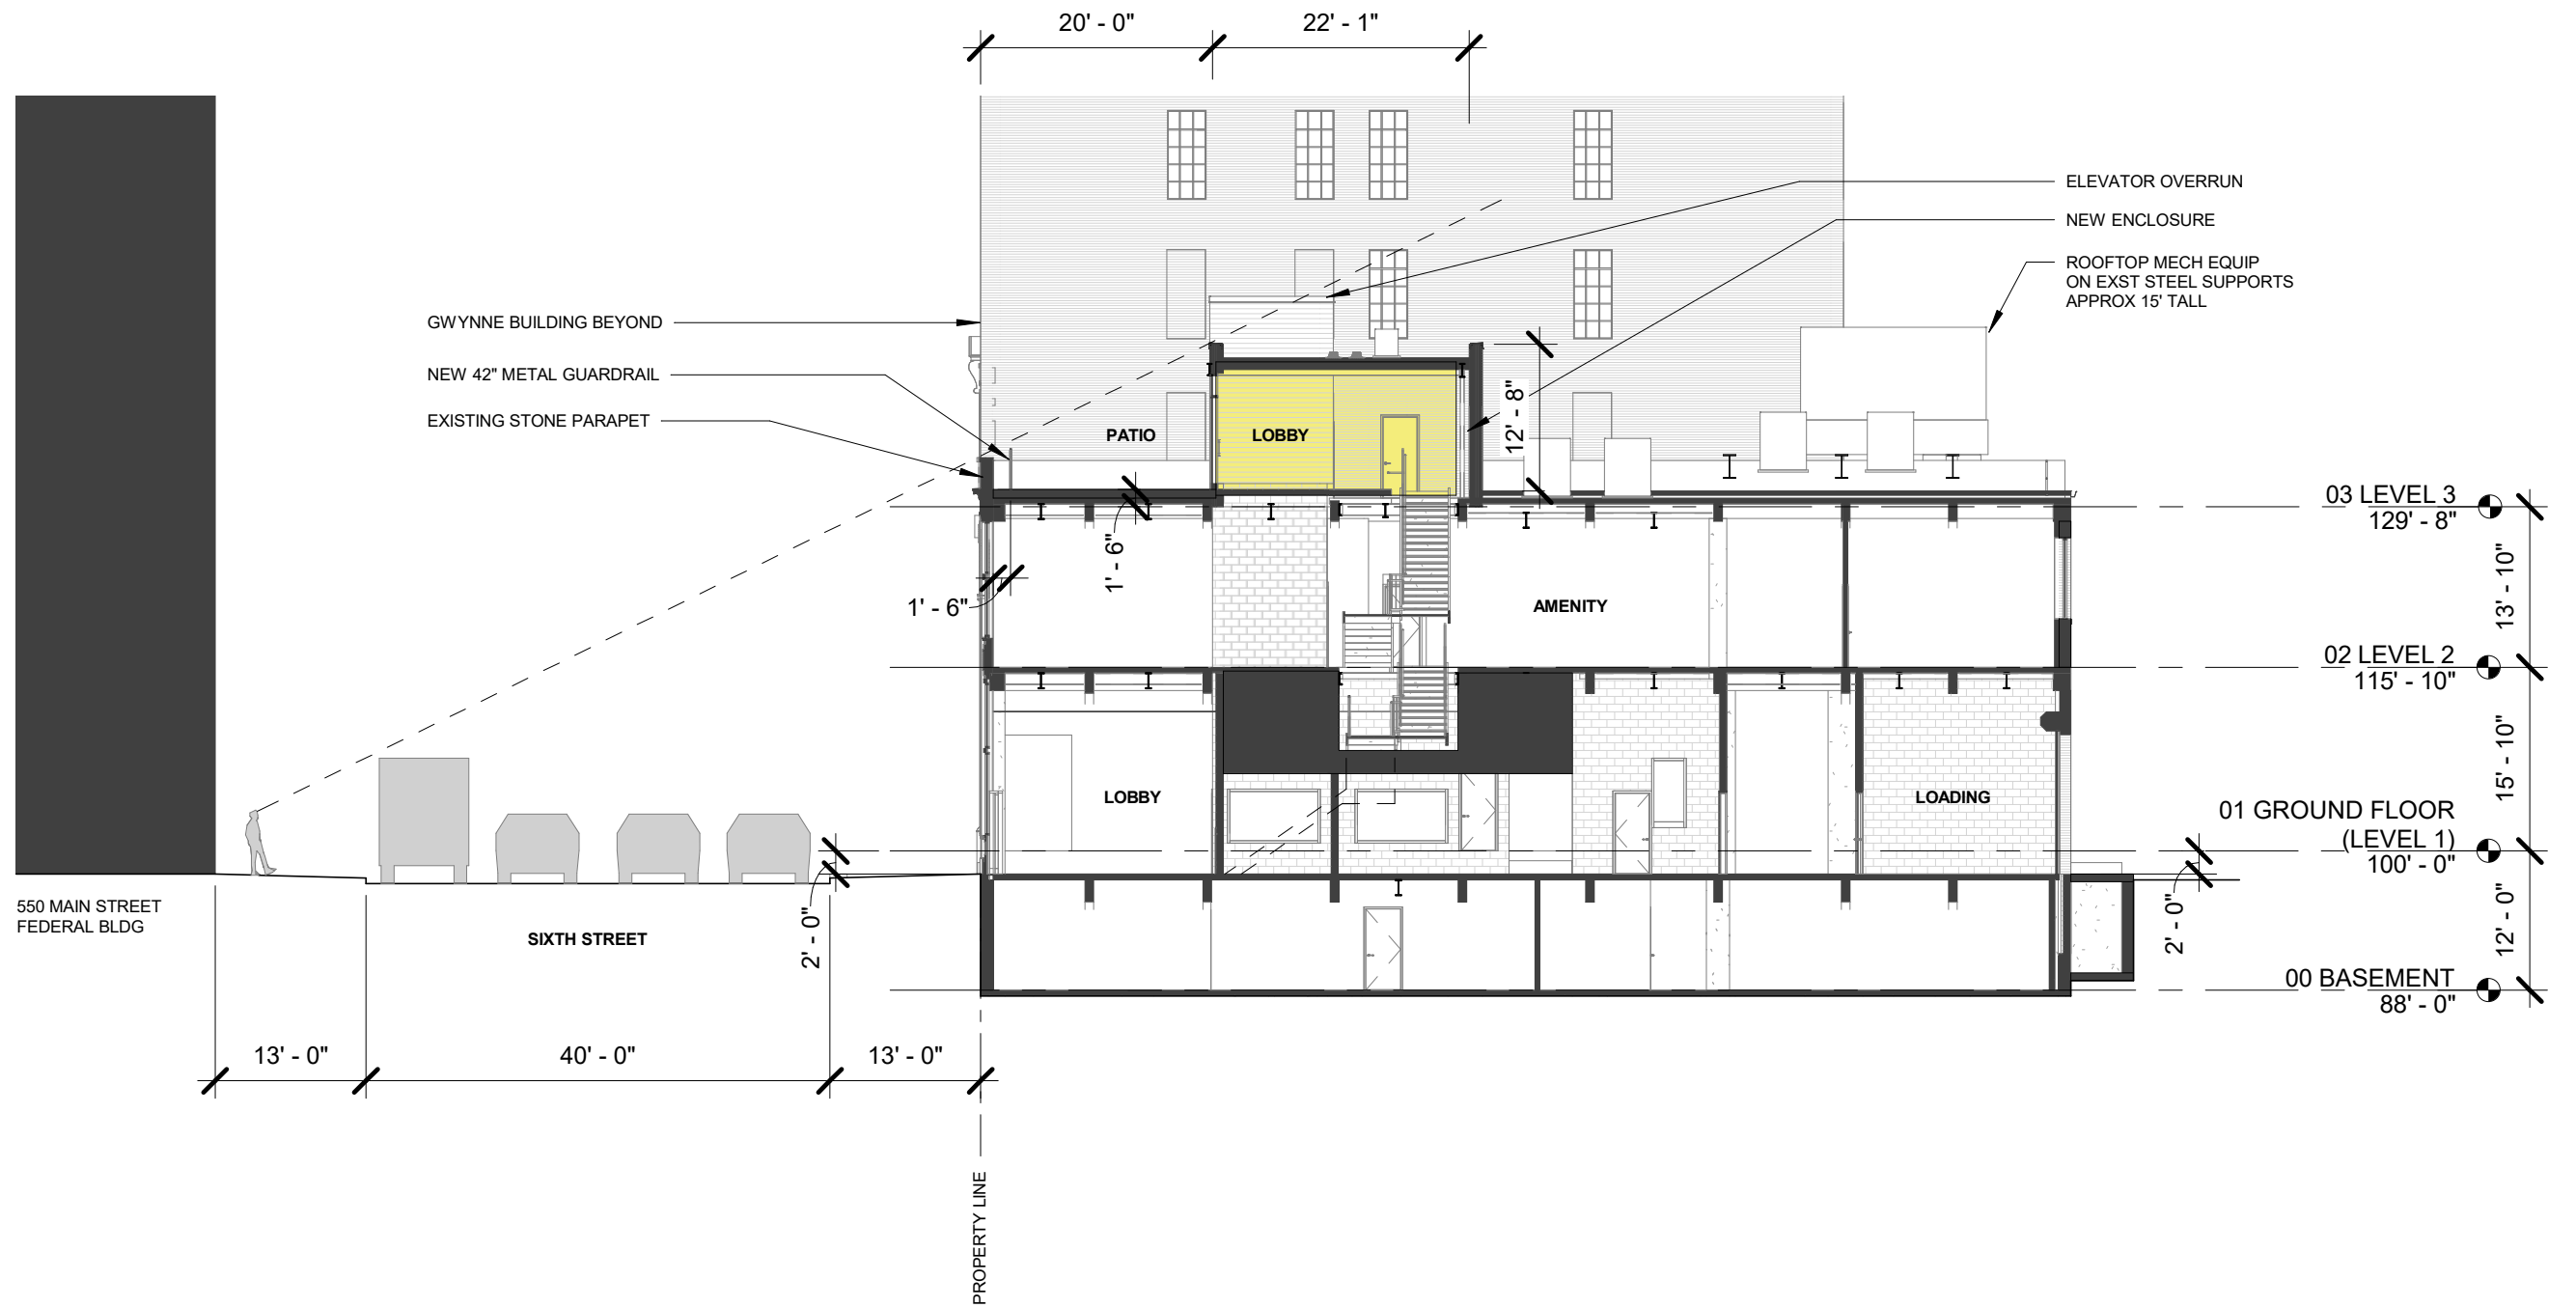 20' - 0"
22' - 1"
ELEVATOR OVERRUN
NEW ENCLOSURE
ROOFTOP MECH EQUIP
ON EXST STEEL SUPPORTS
APPROX 15' TALL
GWYNNE BUILDING BEYOND
NEW 42" METAL GUARDRAIL
EXISTING STONE PARAPET
PATIO
LOBBY
12' - 8"
03 LEVEL 3
129' - 8"
1' - 6"
1' - 6"
AMENITY
13' - 10"
02 LEVEL 2
115' - 10"
15' - 10"
LOBBY
LOADING
01 GROUND FLOOR
(LEVEL 1)
100' - 0"
550 MAIN STREET
FEDERAL BLDG
SIXTH STREET
2' - 0"
2' - 0"
12' - 0"
00 BASEMENT
88' - 0"
13' - 0"
40' - 0"
13' - 0"
PROPERTY LINE